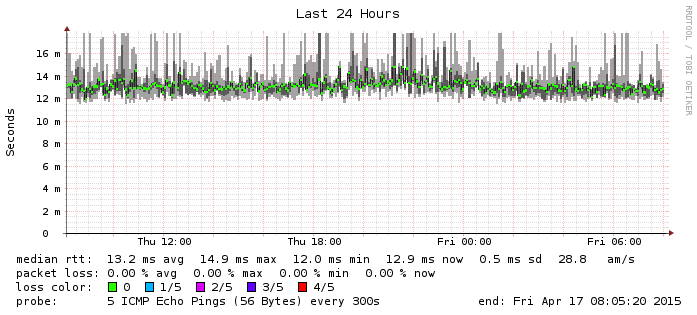 Last 24 Hours
RRDTOOL / TOBI OETIKER
Seconds
16 m
14 m
12 m
10 m
8 m
6 m
4 m
2 m
0
Thu 12:00 Thu 18:00 Fri 00:00 Fri 06:00
median rtt: 13.2 ms avg 14.9 ms max 12.0 ms min 12.9 ms now 0.5 ms sd 28.8 am/s
packet loss: 0.00 % avg 0.00 % max 0.00 % min 0.00 % now
loss color: 0 1/5 2/5 3/5 4/5
probe: 5 ICMP Echo Pings (56 Bytes) every 300s end: Fri Apr 17 08:05:20 2015